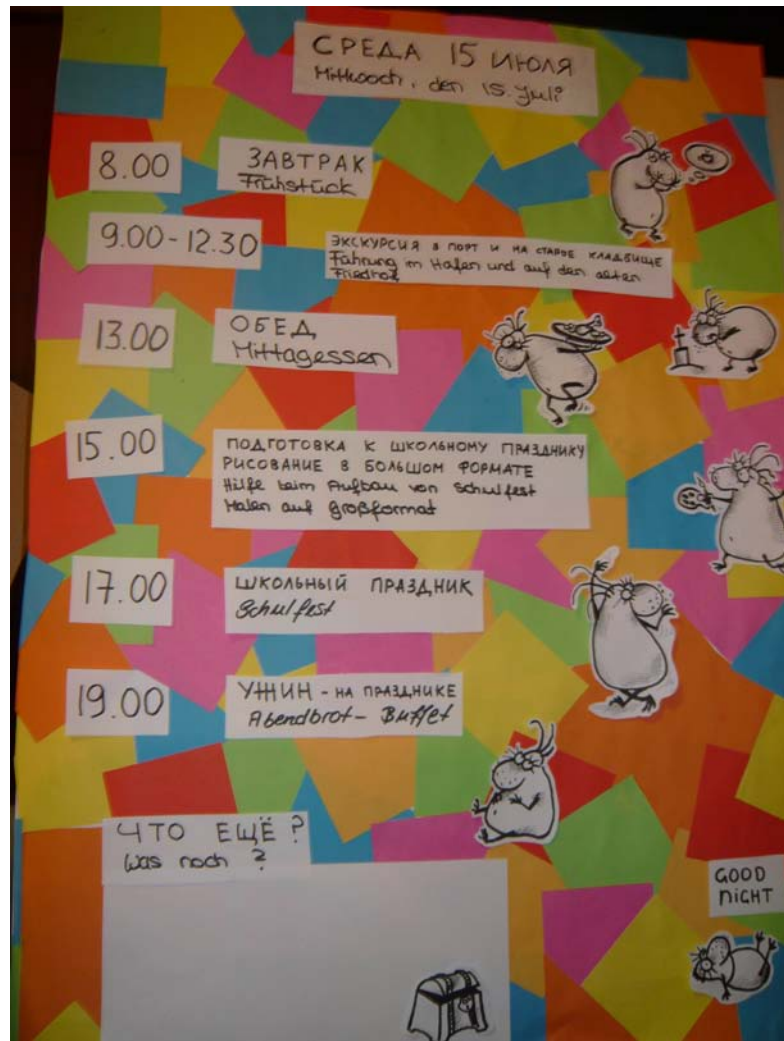 СРЕДА 15 ИЮЛЯ
Mittwoch, den 15. Juli
8.00
ЗАВТРАК
Frühstück
9.00-12.30
ЭКСКУРСИЯ В ПОРТ И НА СТАРОЕ КЛАДБИЩЕ
Führung im Hafen und auf den alten
Friedhof
13.00
ОБЕД
Mittagessen
15.00
ПОДГОТОВКА К ШКОЛЬНОМУ ПРАЗДНИКУ
РИСОВАНИЕ В БОЛЬШОМ ФОРМАТЕ
Hilfe beim Aufbau von Schulfest
Malen auf Großformat
17.00
ШКОЛЬНЫЙ ПРАЗДНИК
Schulfest
19.00
УЖИН - НА ПРАЗДНИКЕ
Abendbrot - Buffet
ЧТО ЕЩЁ?
Was noch?
GOOD
NIGHT